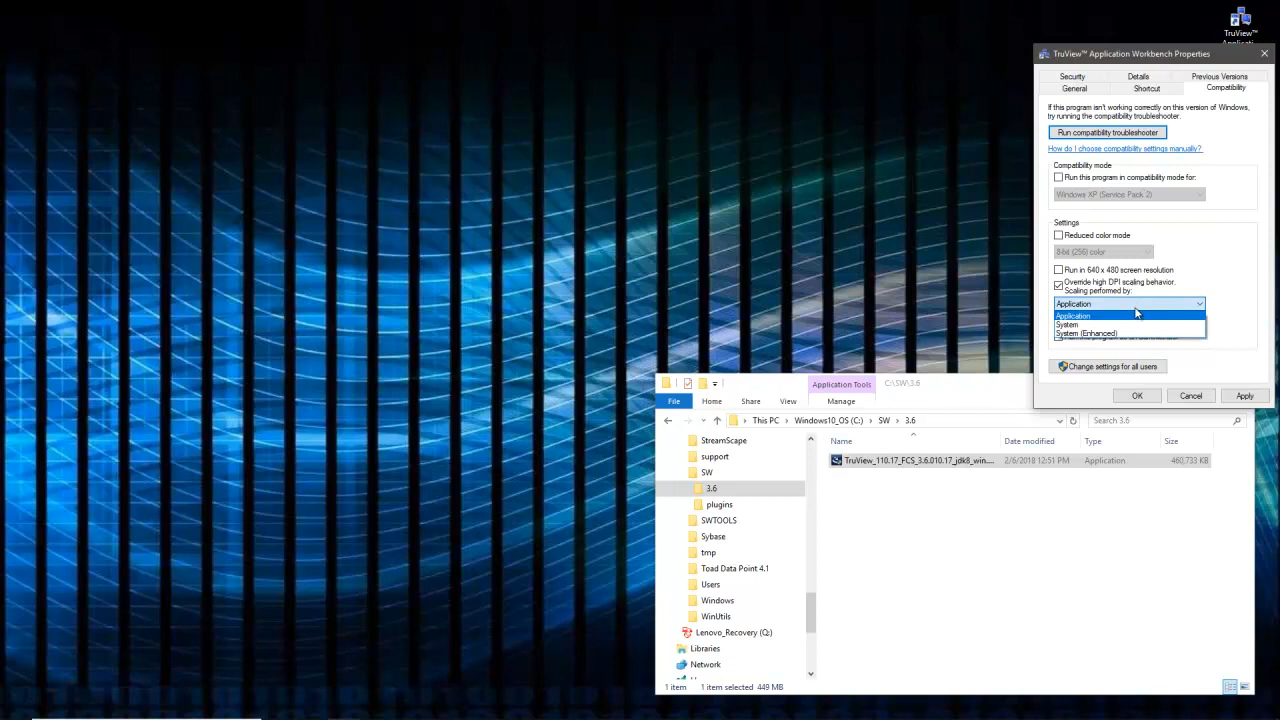 TruView™
TruView™ Application Workbench Properties
Security Details Previous Versions
General Shortcut Compatibility
If this program isn't working correctly on this version of Windows,
try running the compatibility troubleshooter.
Run compatibility troubleshooter
How do I choose compatibility settings manually?
Compatibility mode
Run this program in compatibility mode for:
Windows XP (Service Pack 2)
Settings
Reduced color mode
8-bit (256) color
Run in 640 x 480 screen resolution
Override high DPI scaling behavior.
Scaling performed by:
Application
Application
System
System (Enhanced)
Change settings for all users
OK Cancel Apply
Application Tools C:\SW\3.6
File Home Share View Manage
This PC Windows10_OS (C:) SW 3.6 Search 3.6
Name Date modified Type Size
TruView_110.17_FCS_3.6.010.17_jdk8_win.... 2/6/2018 12:51 PM Application 460,733 KB
StreamScape
support
SW
3.6
plugins
SWTOOLS
Sybase
tmp
Toad Data Point 4.1
Users
Windows
WinUtils
Lenovo_Recovery (Q:)
Libraries
Network
1 item 1 item selected 449 MB